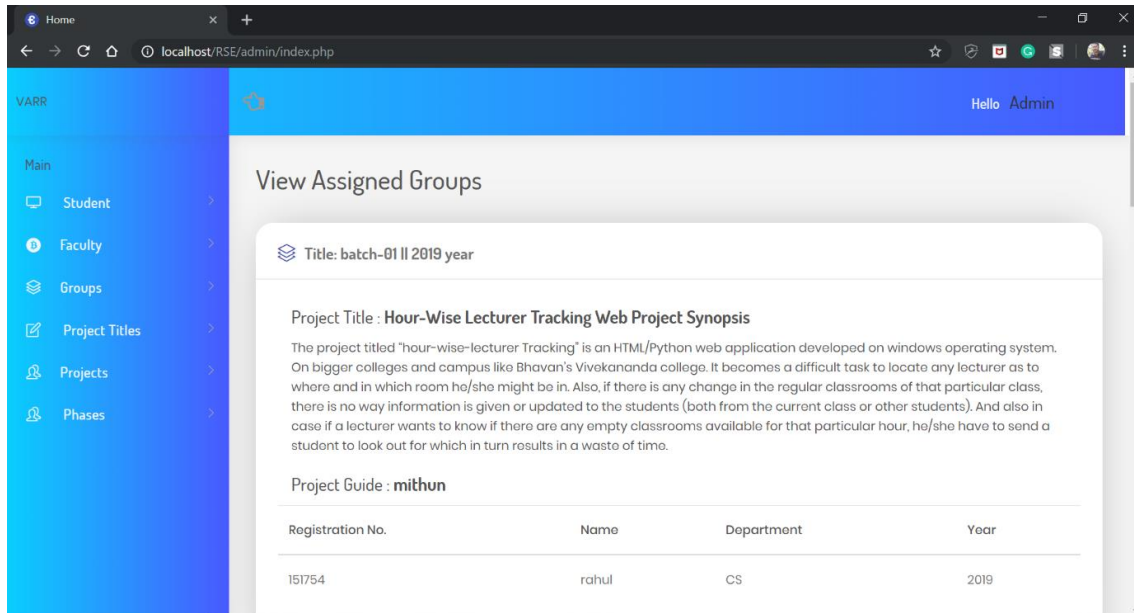 Home
localhost/RSE/admin/index.php
VARR
Hello Admin
Main
Student
Faculty
Groups
Project Titles
Projects
Phases
View Assigned Groups
Title: batch-01 || 2019 year
Project Title : Hour-Wise Lecturer Tracking Web Project Synopsis
The project titled "hour-wise-lecturer Tracking" is an HTML/Python web application developed on windows operating system.
On bigger colleges and campus like Bhavan's Vivekananda college. It becomes a difficult task to locate any lecturer as to
where and in which room he/she might be in. Also, if there is any change in the regular classrooms of that particular class,
there is no way information is given or updated to the students (both from the current class or other students). And also in
case if a lecturer wants to know if there are any empty classrooms available for that particular hour, he/she have to send a
student to look out for which in turn results in a waste of time.
Project Guide : mithun
Registration No. Name Department Year
151754 rahul CS 2019